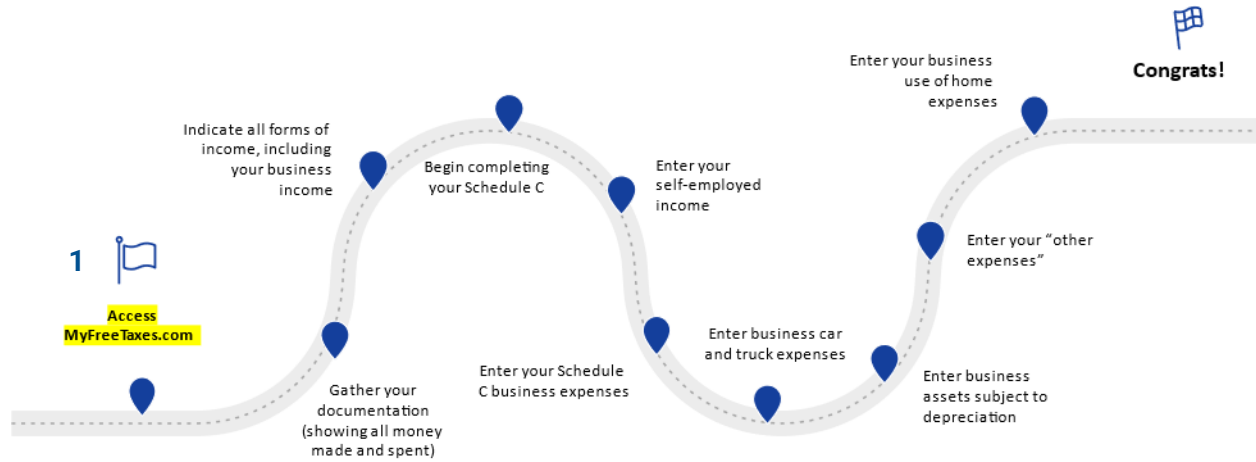 1
Access
MyFreeTaxes.com
Gather your
documentation
(showing all money
made and spent)
Indicate all forms of
income, including
your business
income
Begin completing
your Schedule C
Enter your
self-employed
income
Enter your Schedule
C business expenses
Enter business car
and truck expenses
Enter business
assets subject to
depreciation
Enter your “other
expenses”
Enter your business
use of home
expenses
Congrats!